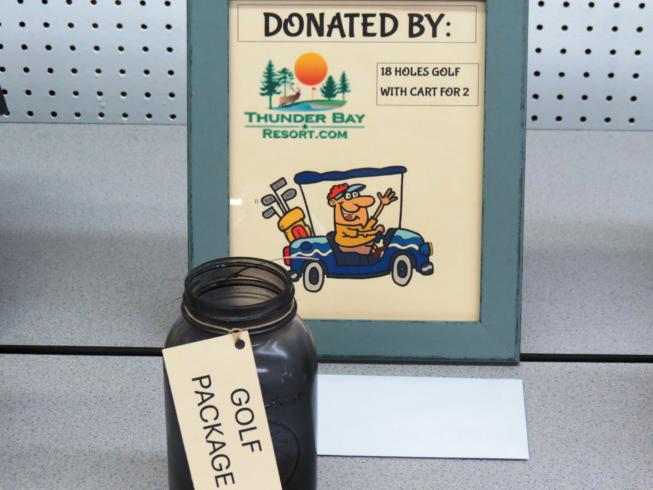 DONATED BY:
18 HOLES GOLF
WITH CART FOR 2
THUNDER BAY
RESORT.COM
GOLF
PACKAGE